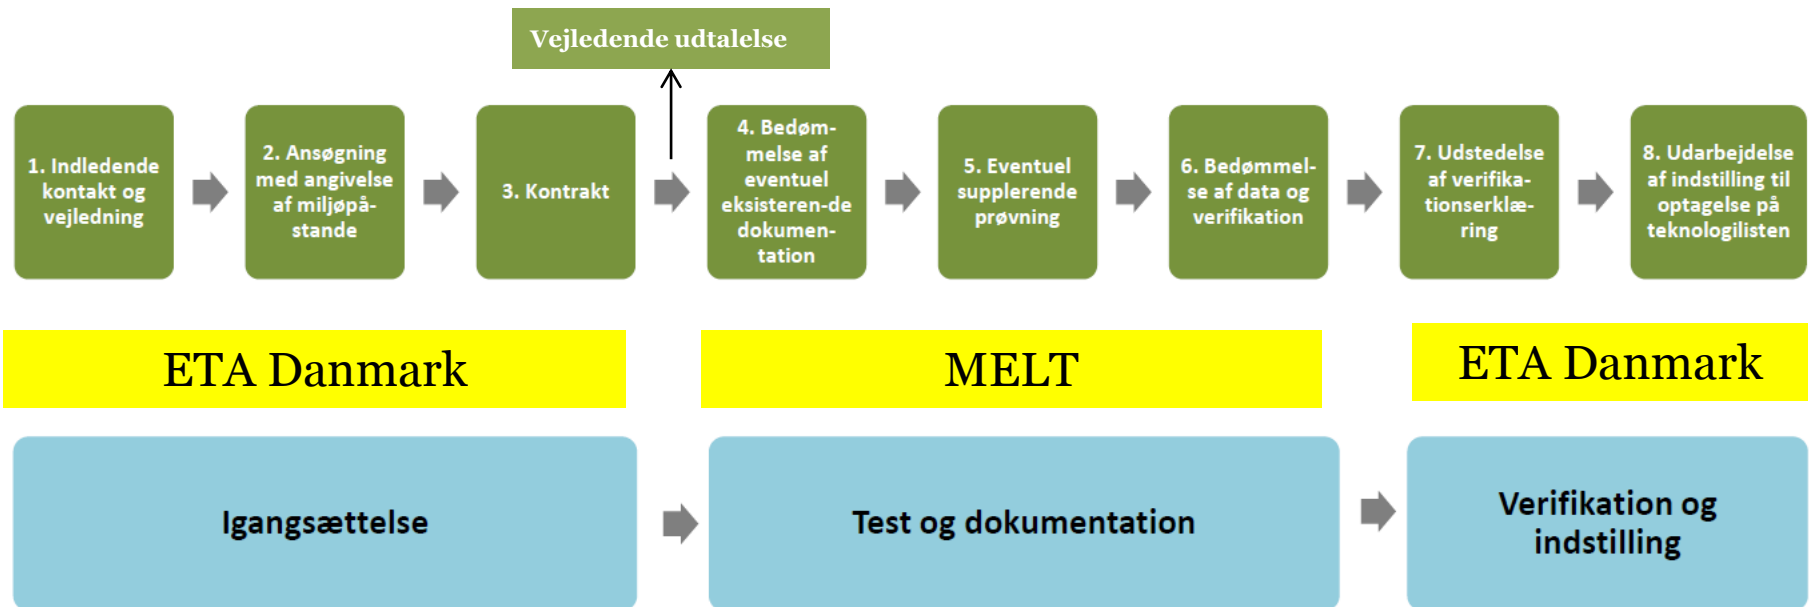 Vejledende udtalelse
1. Indledende
kontakt og
vejledning
2. Ansøgning
med angivelse
af miljøpå-
stande
3. Kontrakt
4. Bedøm-
melse af
eventuel
eksisteren-de
dokumen-
tation
5. Eventuel
supplerende
prøvning
6. Bedømmel-
se af data og
verifikation
7. Udstedelse
af verifika-
tionserklæ-
ring
8. Udarbejdelse
af indstilling til
optagelse på
teknologilisten
ETA Danmark
MELT
ETA Danmark
Igangsættelse
Test og dokumentation
Verifikation og
indstilling